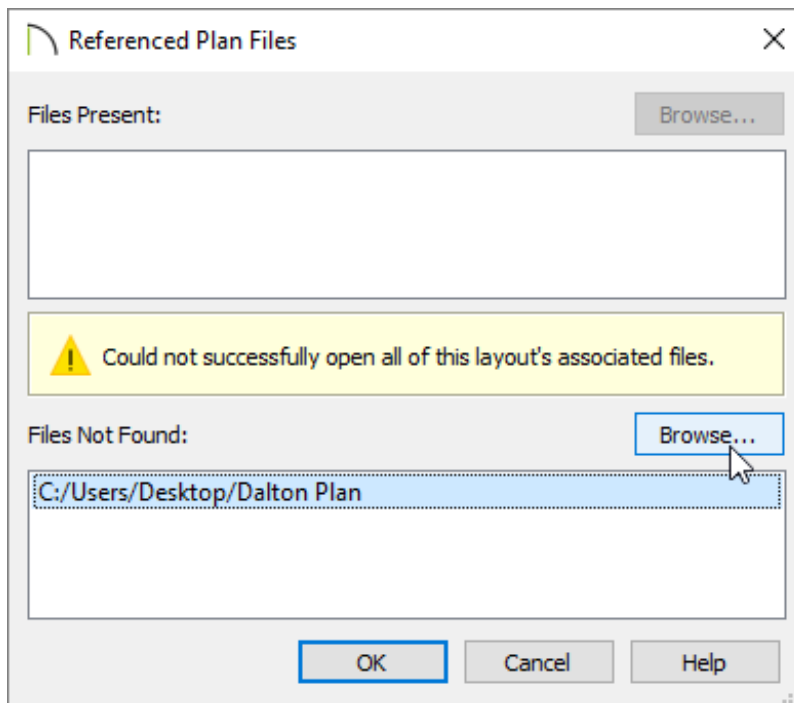 Referenced Plan Files
Files Present:
Browse...
Could not successfully open all of this layout's associated files.
Files Not Found:
Browse...
C:/Users/Desktop/Dalton Plan
OK
Cancel
Help